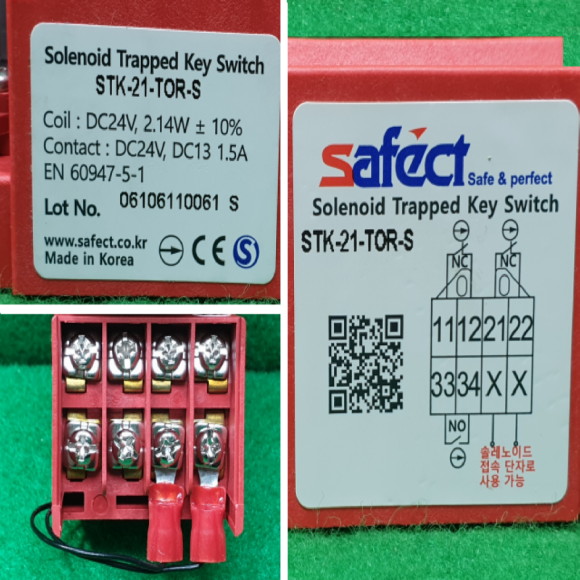 Solenoid Trapped Key Switch
STK-21-TOR-S
Coil : DC24V, 2.14W ± 10%
Contact : DC24V, DC13 1.5A
EN 60947-5-1
Lot No. 06106110061 S
www.safect.co.kr
Made in Korea
CE
S
Safect
Safe & perfect
Solenoid Trapped Key Switch
STK-21-TOR-S
NC NC
11 12 21 22
33 34 X X
NO
솔레노이드
접속 단자로
사용 가능